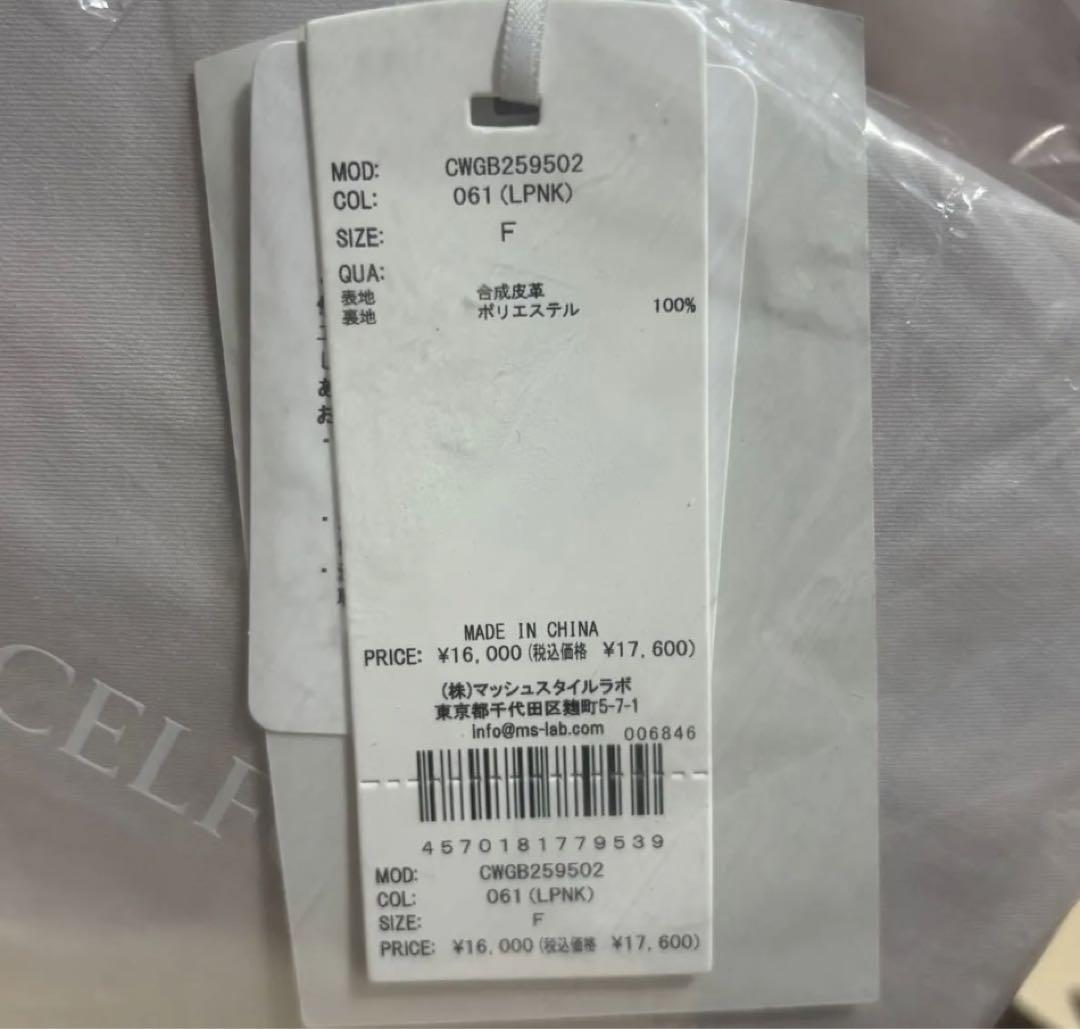 MOD: CWGB259502
COL: 061(LPNK)
SIZE: F
QUA:
表地 合成皮革
裏地 ポリエステル 100%
あ
お
MADE IN CHINA
PRICE: ¥16,000(税込価格 ¥17,600)
(株)マッシュスタイルラボ
東京都千代田区麹町5-7-1
info@ms-lab.com 006846
4570181779539
MOD: CWGB259502
COL: 061(LPNK)
SIZE: F
PRICE: ¥16,000(税込価格 ¥17,600)
CELF